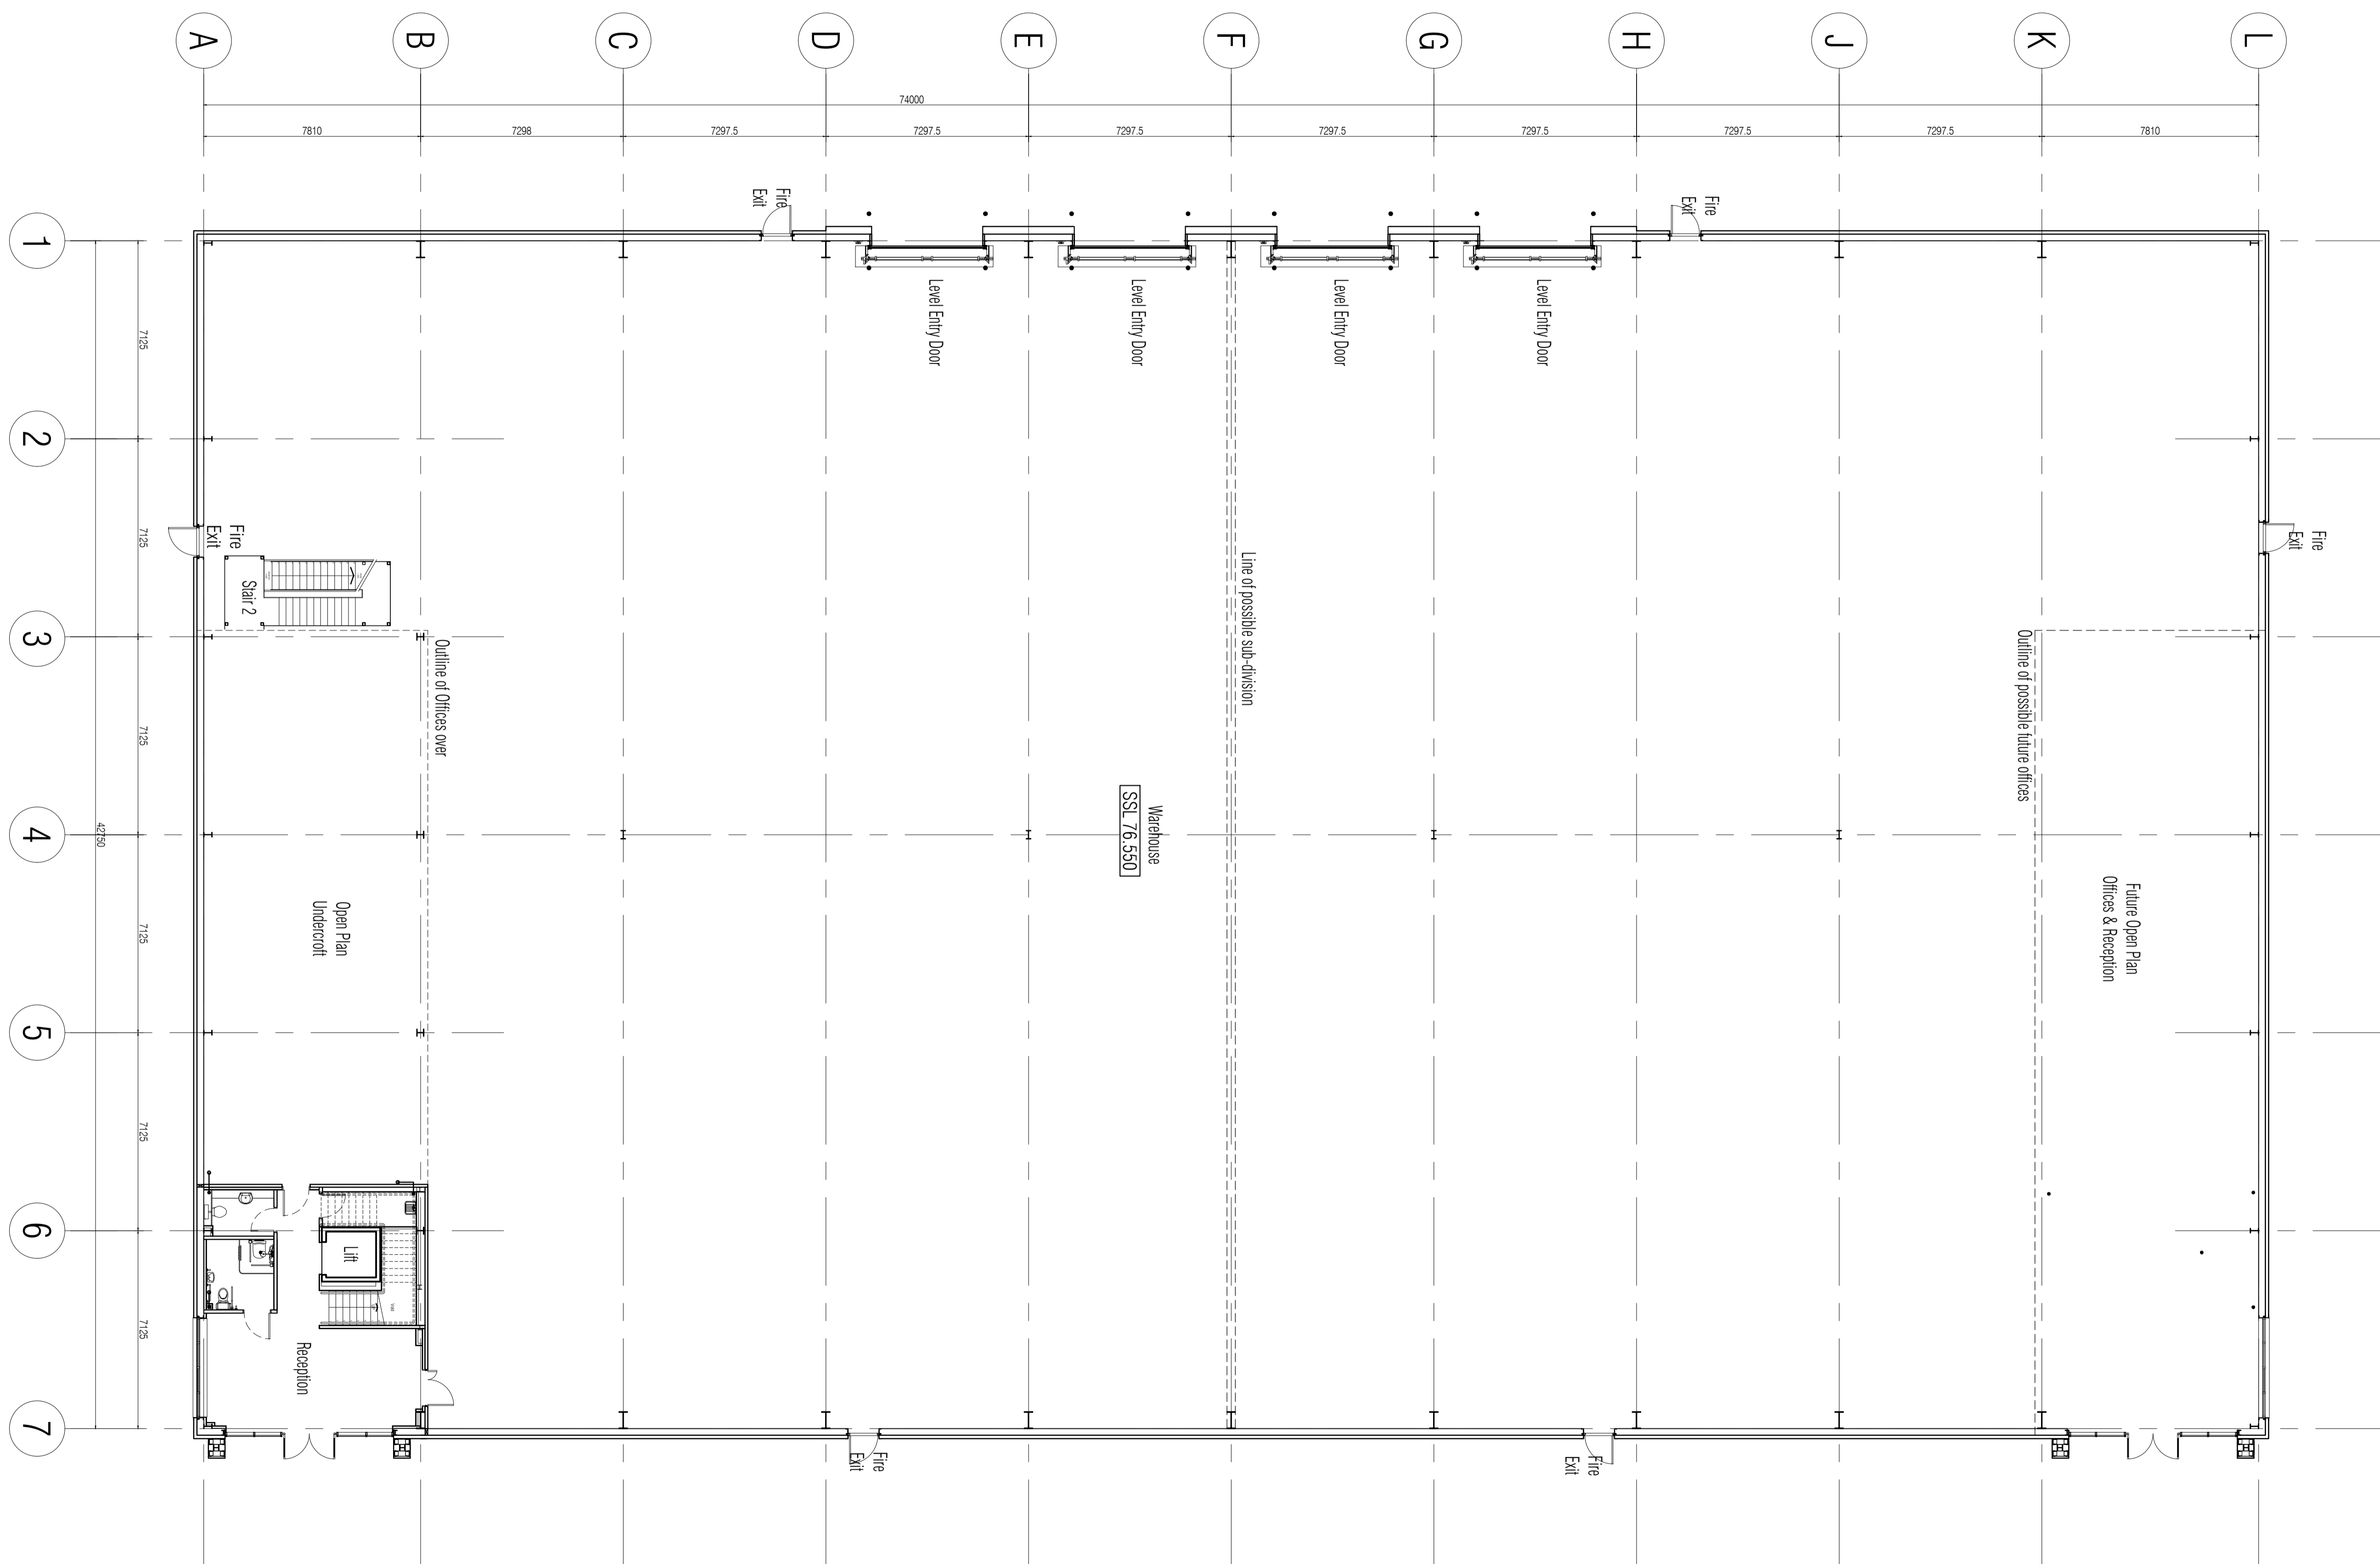 A
B
C
D
E
F
G
H
J
K
L
74000
7810
7298
7297.5
7297.5
7297.5
7297.5
7297.5
7297.5
7297.5
7810
1
2
3
4
5
6
7
42750
7125
7125
7125
7125
7125
7125
Fire
Exit
Fire
Exit
Level Entry Door
Level Entry Door
Level Entry Door
Level Entry Door
Fire
Exit
Stair 2
Fire
Exit
Line of possible sub-division
Outline of Offices over
Outline of possible future offices
Warehouse
SSL 76.550
Open Plan
Undercroft
Future Open Plan
Offices & Reception
Lift
Reception
Fire
Exit
Fire
Exit